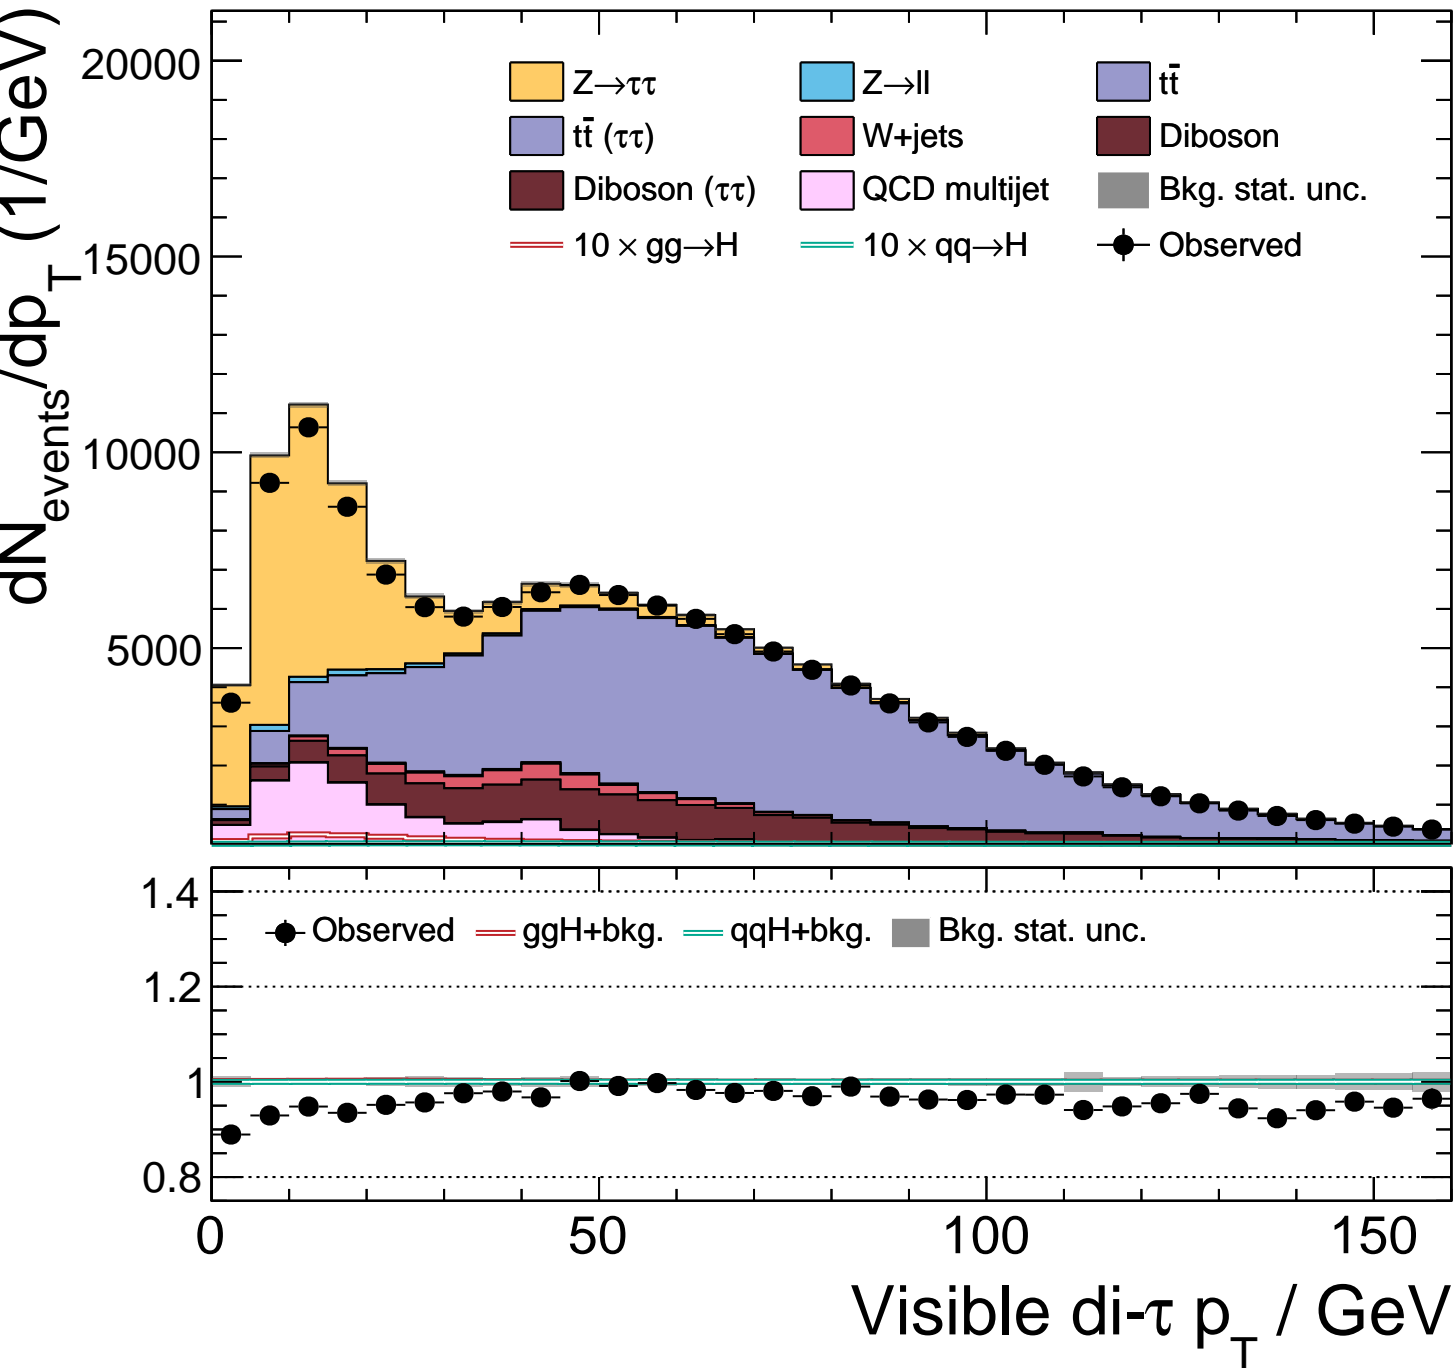 dN_events/dp_T (1/GeV)
20000
15000
10000
5000
Z→ττ Z→ll tt̄
tt̄ (ττ) W+jets Diboson
Diboson (ττ) QCD multijet Bkg. stat. unc.
10 × gg→H 10 × qq→H Observed
1.4
1.2
1
0.8
Observed ggH+bkg. qqH+bkg. Bkg. stat. unc.
0 50 100 150
Visible di-τ p_T / GeV